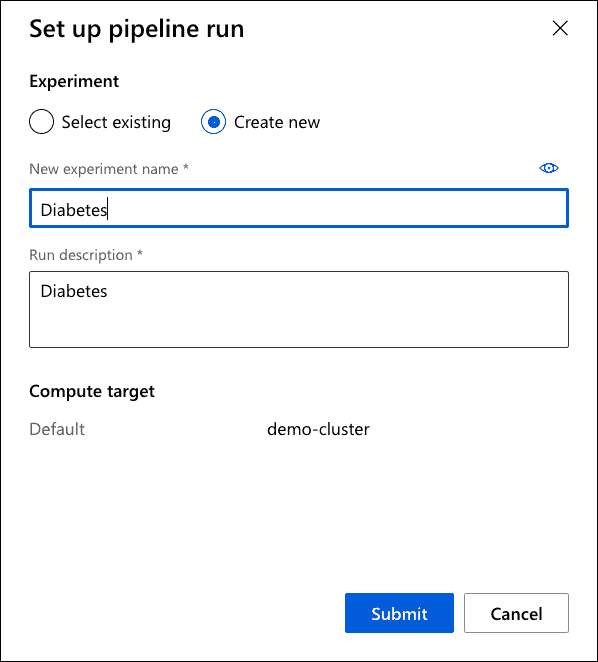 Set up pipeline run
Experiment
Select existing
Create new
New experiment name *
Diabetes
Run description *
Diabetes
Compute target
Default
demo-cluster
Submit
Cancel